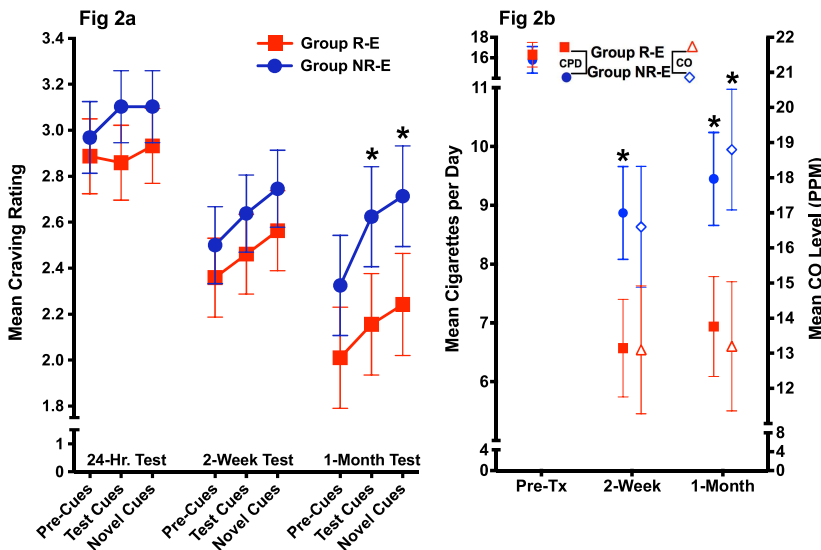 Fig 2a
Group R-E
Group NR-E
Mean Craving Rating
3.4
3.2
3.0
2.8
2.6
2.4
2.2
2.0
1.8
1
0
*
*
24-Hr. Test
2-Week Test
1-Month Test
Pre-Cues
Test Cues
Novel Cues
Pre-Cues
Test Cues
Novel Cues
Pre-Cues
Test Cues
Novel Cues
Fig 2b
Group R-E
CPD
CO
Group NR-E
Mean Cigarettes per Day
18
16
11
10
9
8
7
6
4
2
0
*
*
*
Mean CO Level (PPM)
22
21
20
19
18
17
16
15
14
13
12
8
6
4
2
0
Pre-Tx
2-Week
1-Month